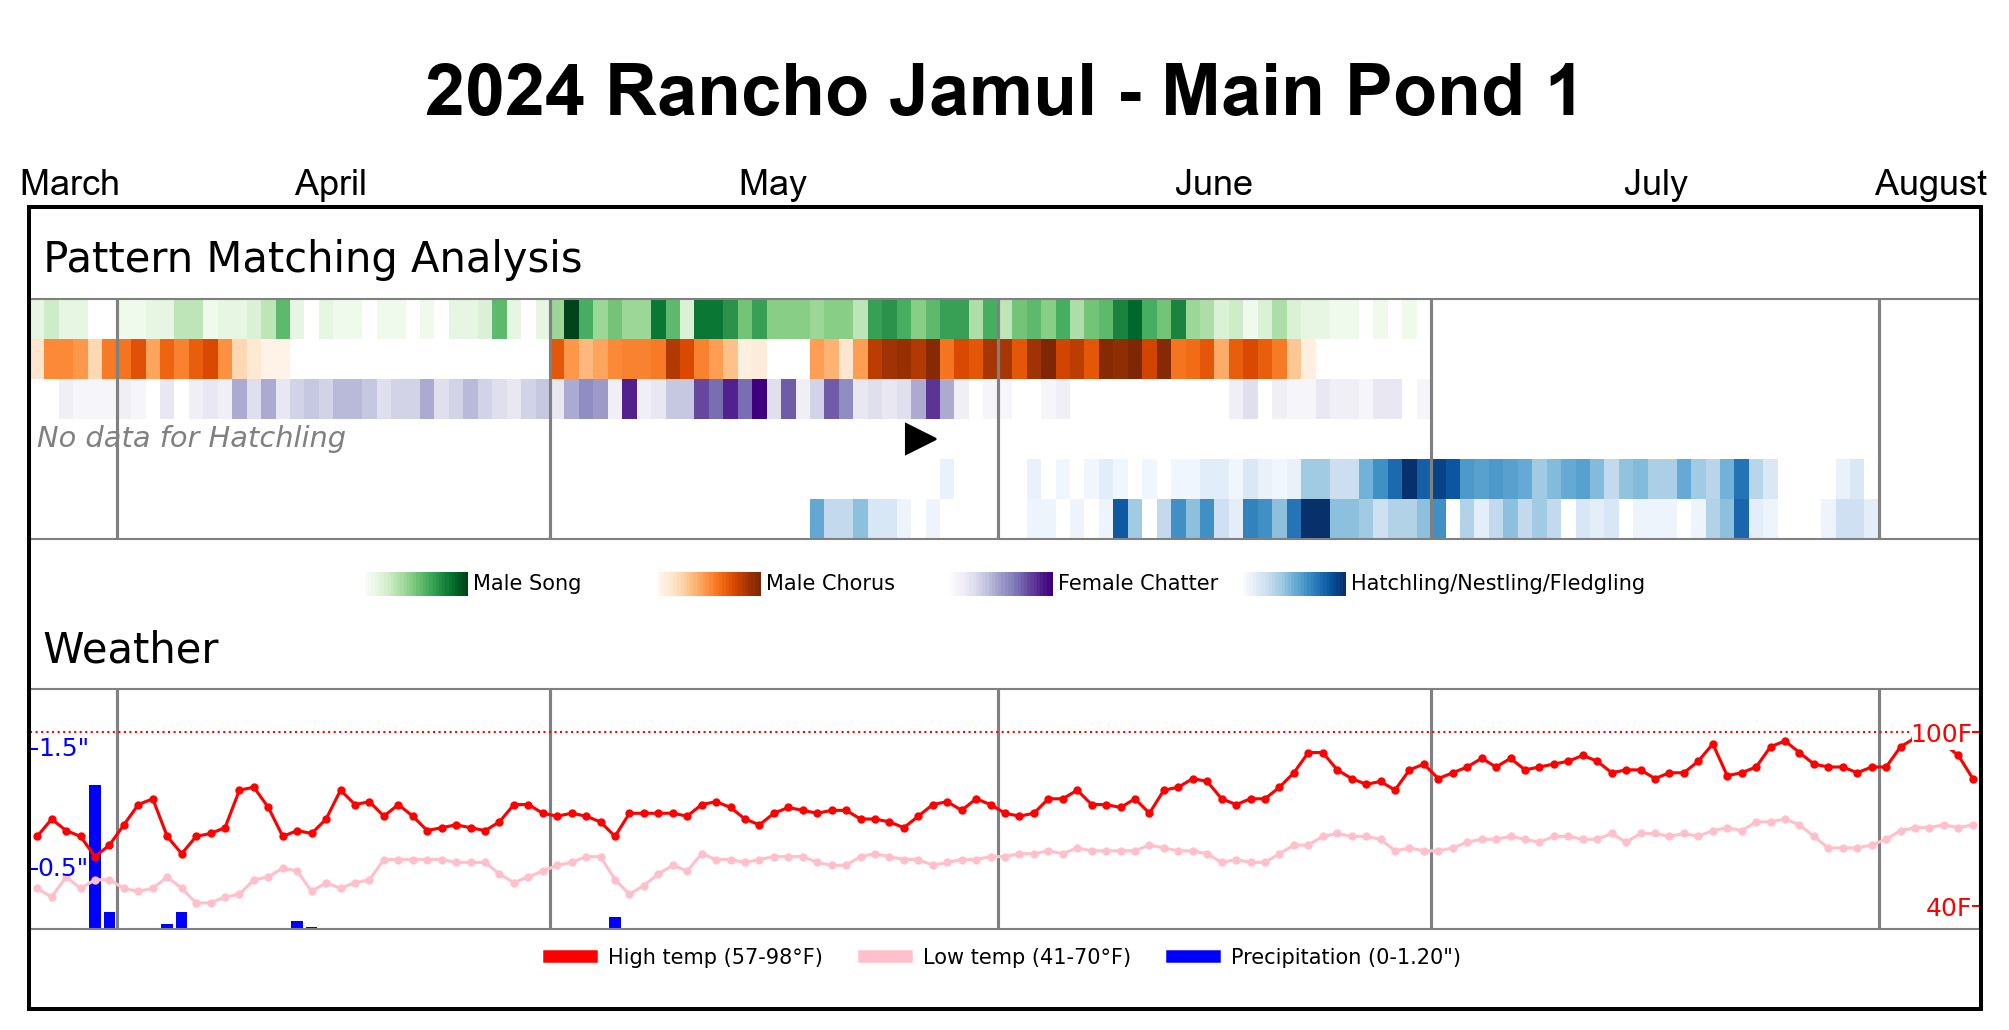 2024 Rancho Jamul - Main Pond 1
March April May June July August
Pattern Matching Analysis
No data for Hatchling
Male Song Male Chorus Female Chatter Hatchling/Nestling/Fledgling
Weather
100F
1.5"
0.5"
40F
High temp (57-98°F) Low temp (41-70°F) Precipitation (0-1.20")